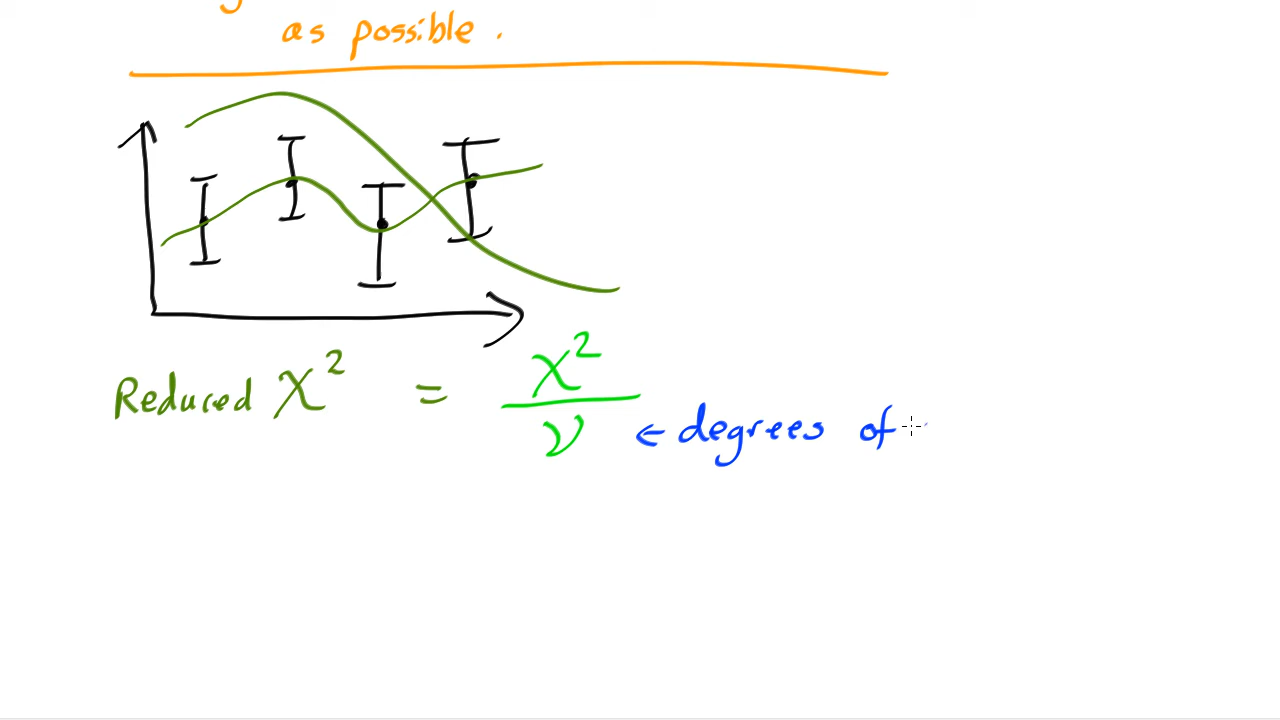 as possible.
Reduced χ² = χ² / ν ← degrees of